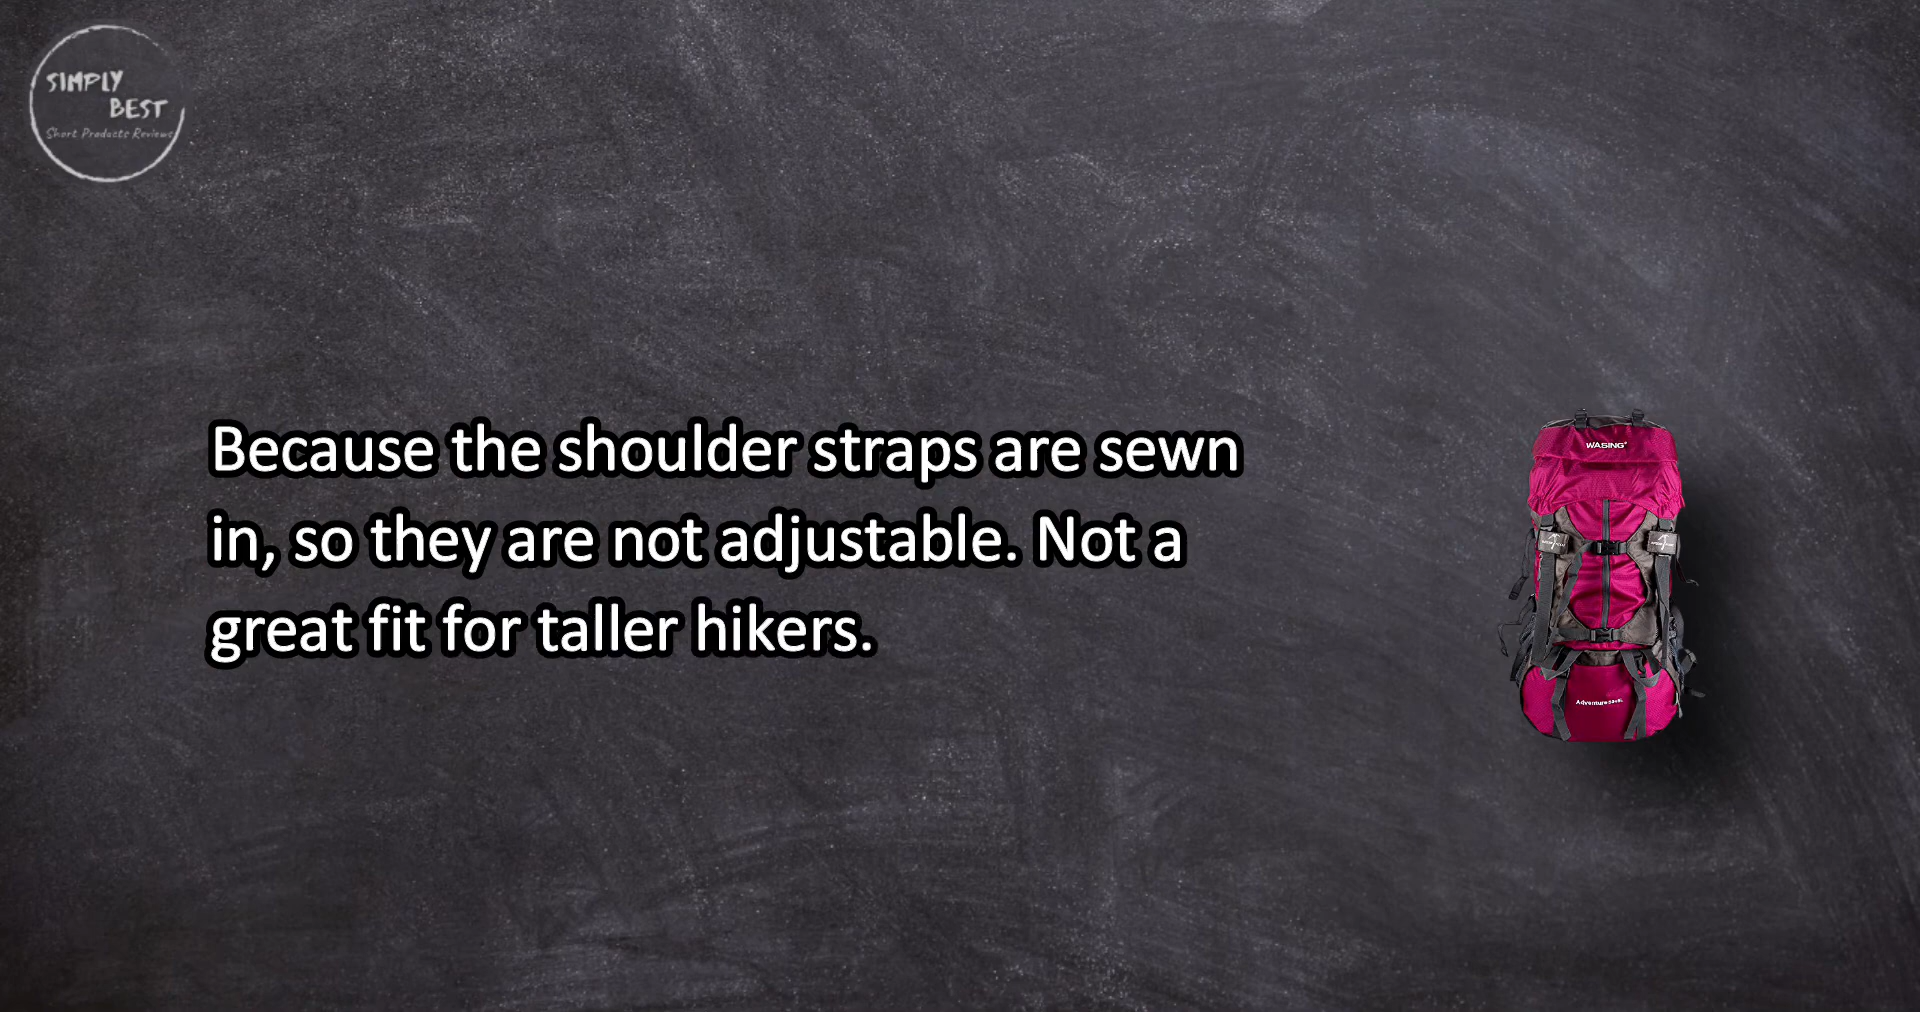 SIMPLY
BEST
Short Products Reviews
Because the shoulder straps are sewn
in, so they are not adjustable. Not a
great fit for taller hikers.
WASING
Adventure